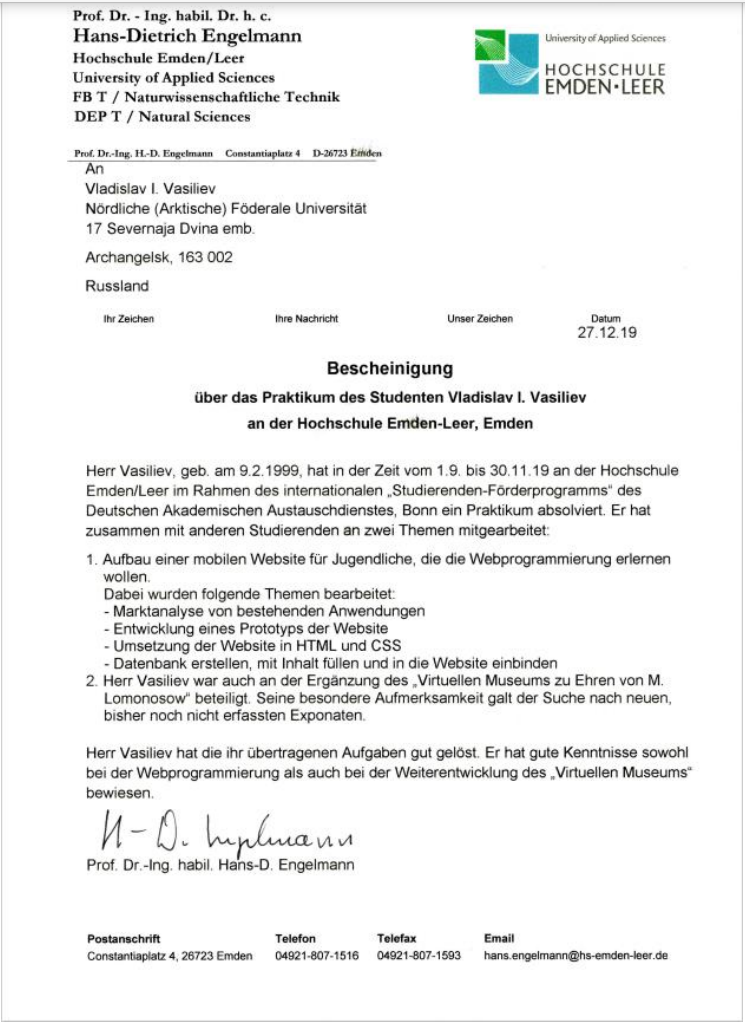 Prof. Dr. - Ing. habil. Dr. h. c.
Hans-Dietrich Engelmann
Hochschule Emden/Leer
University of Applied Sciences
FB T / Naturwissenschaftliche Technik
DEP T / Natural Sciences
University of Applied Sciences
HOCHSCHULE
EMDEN•LEER
Prof. Dr.-Ing. H.-D. Engelmann Constantiaplatz 4 D-26723 Emden
An
Vladislav I. Vasiliev
Nördliche (Arktische) Föderale Universität
17 Severnaja Dvina emb.
Archangelsk, 163 002
Russland
Ihr Zeichen Ihre Nachricht Unser Zeichen Datum
27.12.19
Bescheinigung
über das Praktikum des Studenten Vladislav I. Vasiliev
an der Hochschule Emden-Leer, Emden
Herr Vasiliev, geb. am 9.2.1999, hat in der Zeit vom 1.9. bis 30.11.19 an der Hochschule
Emden/Leer im Rahmen des internationalen „Studierenden-Förderprogramms“ des
Deutschen Akademischen Austauschdienstes, Bonn ein Praktikum absolviert. Er hat
zusammen mit anderen Studierenden an zwei Themen mitgearbeitet:
1. Aufbau einer mobilen Website für Jugendliche, die die Webprogrammierung erlernen
wollen.
Dabei wurden folgende Themen bearbeitet:
- Marktanalyse von bestehenden Anwendungen
- Entwicklung eines Prototyps der Website
- Umsetzung der Website in HTML und CSS
- Datenbank erstellen, mit Inhalt füllen und in die Website einbinden
2. Herr Vasiliev war auch an der Ergänzung des „Virtuellen Museums zu Ehren von M.
Lomonosow“ beteiligt. Seine besondere Aufmerksamkeit galt der Suche nach neuen,
bisher noch nicht erfassten Exponaten.
Herr Vasiliev hat die ihr übertragenen Aufgaben gut gelöst. Er hat gute Kenntnisse sowohl
bei der Webprogrammierung als auch bei der Weiterentwicklung des „Virtuellen Museums“
bewiesen.
H-D. Engelmann
Prof. Dr.-Ing. habil. Hans-D. Engelmann
Postanschrift Telefon Telefax Email
Constantiaplatz 4, 26723 Emden 04921-807-1516 04921-807-1593 hans.engelmann@hs-emden-leer.de